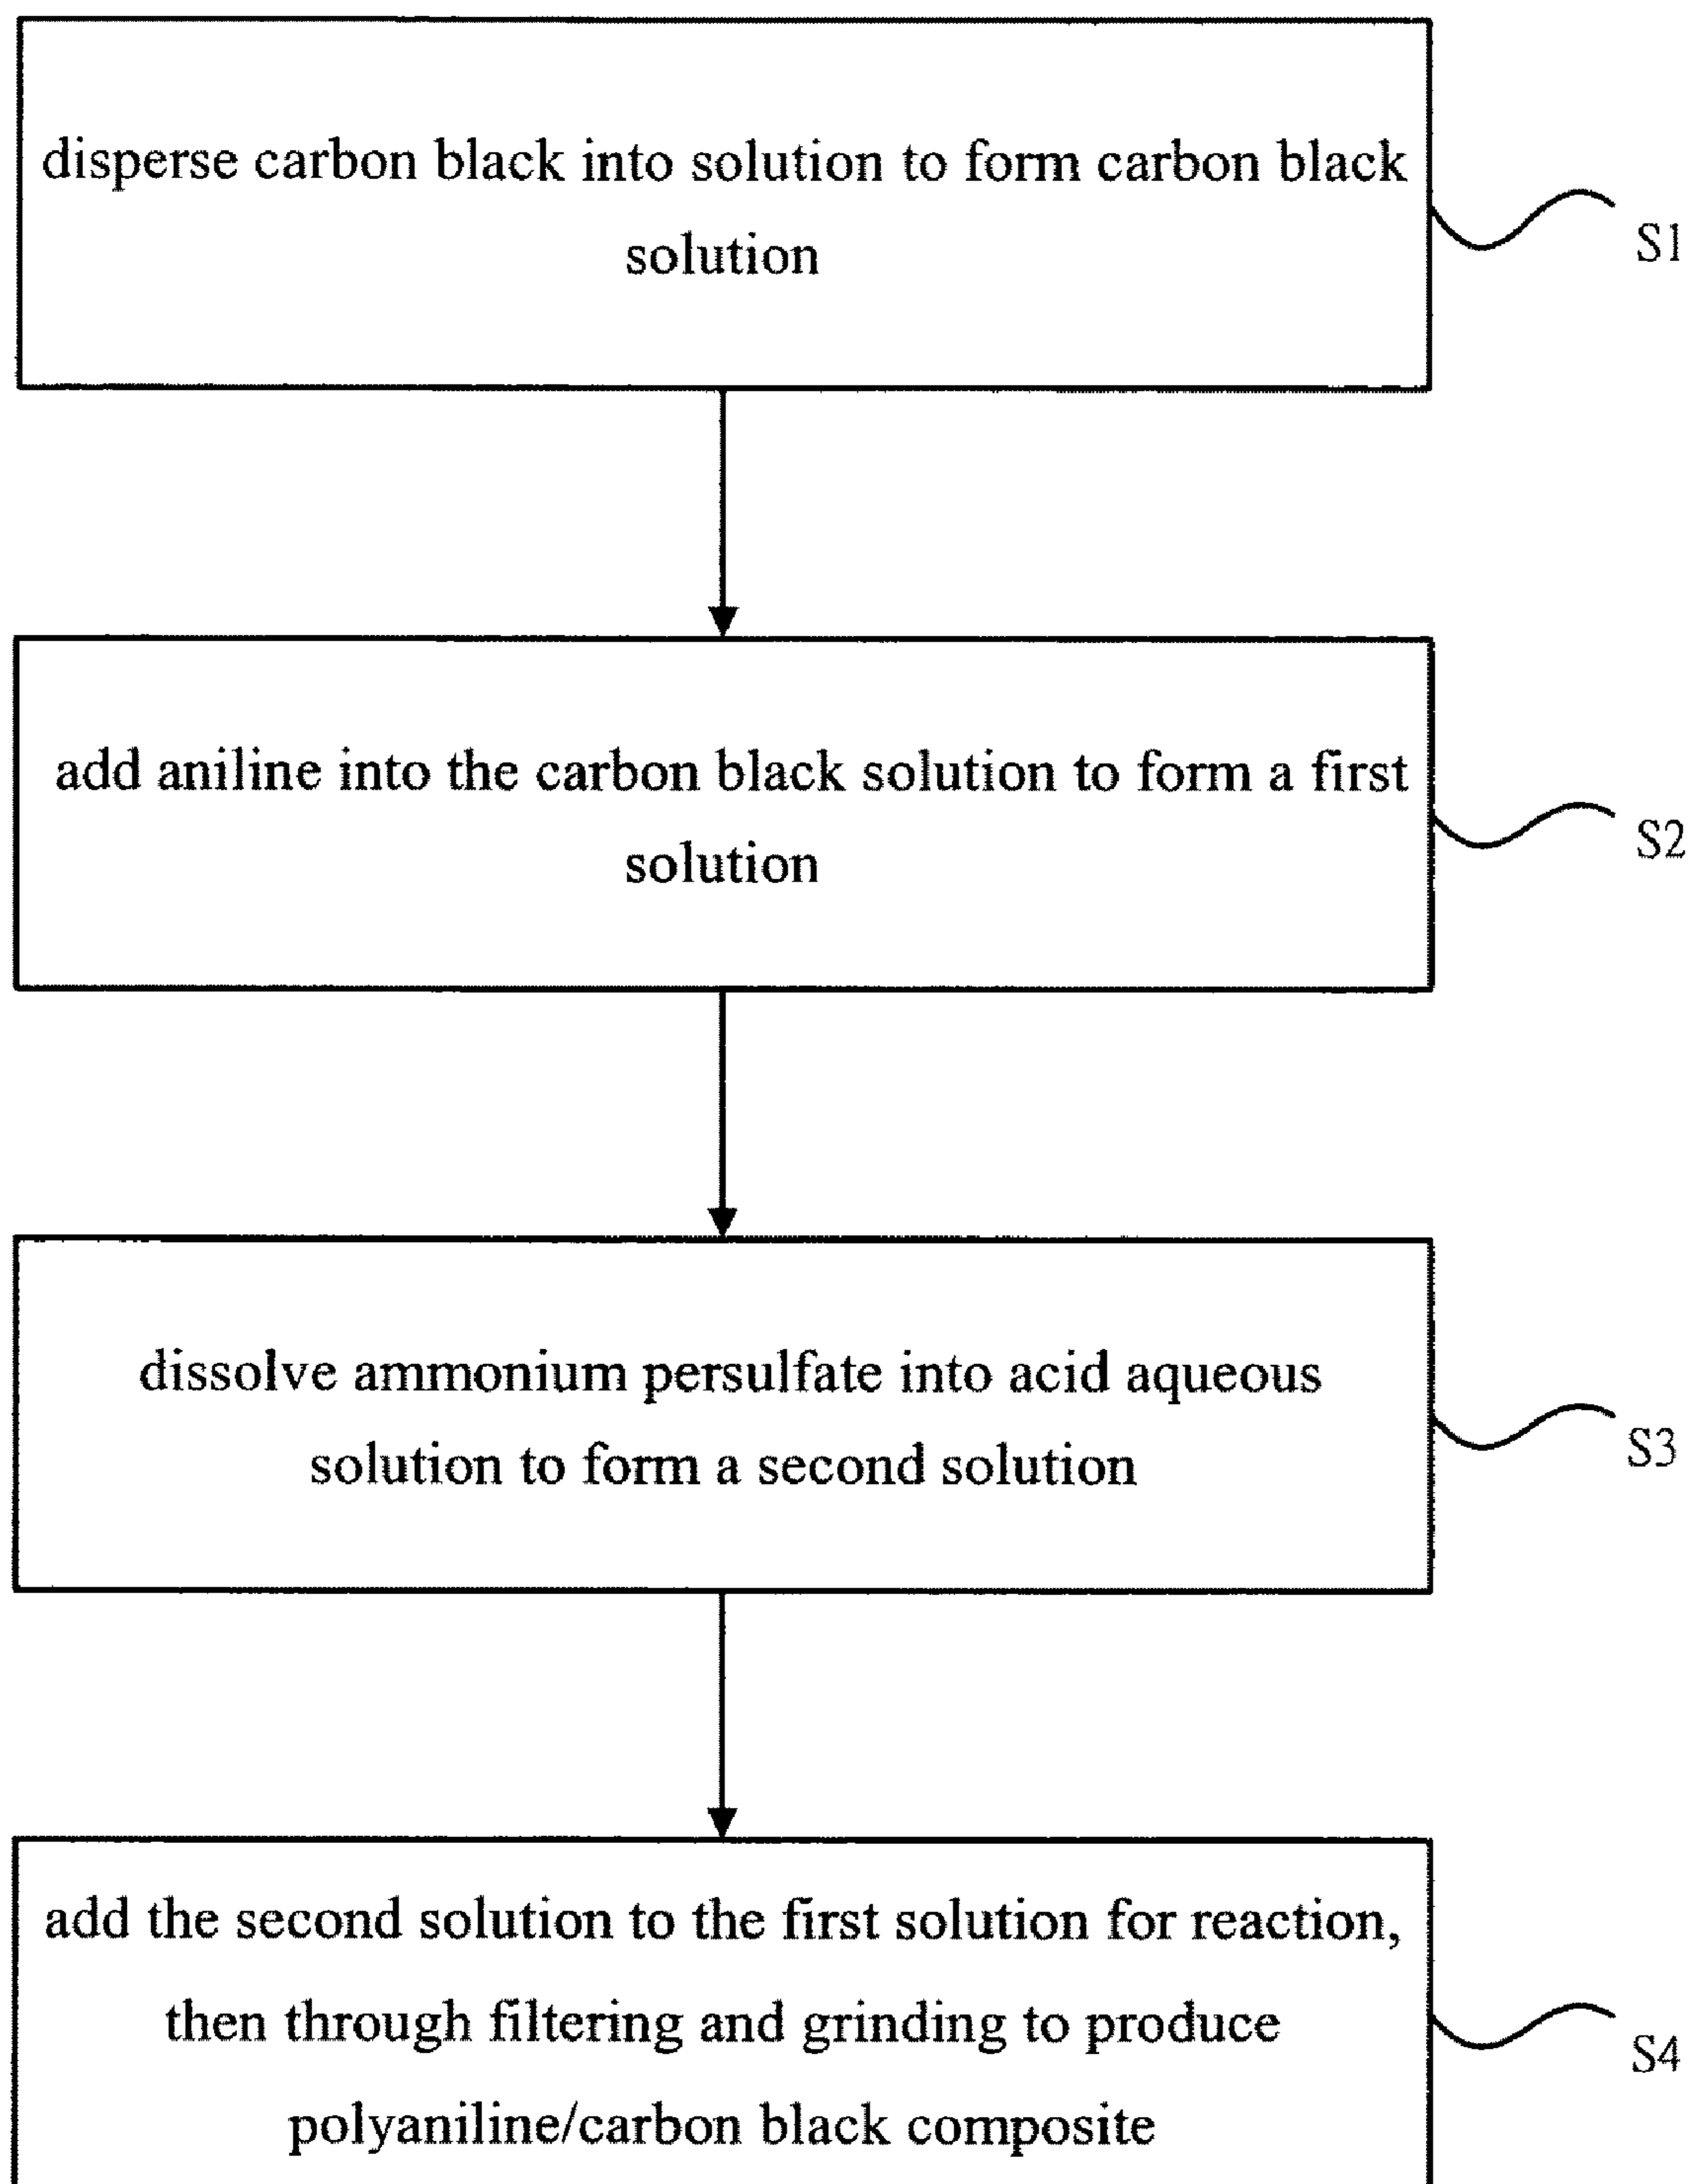 disperse carbon black into solution to form carbon black
solution
S1
add aniline into the carbon black solution to form a first
solution
S2
dissolve ammonium persulfate into acid aqueous
solution to form a second solution
S3
add the second solution to the first solution for reaction,
then through filtering and grinding to produce
polyaniline/carbon black composite
S4